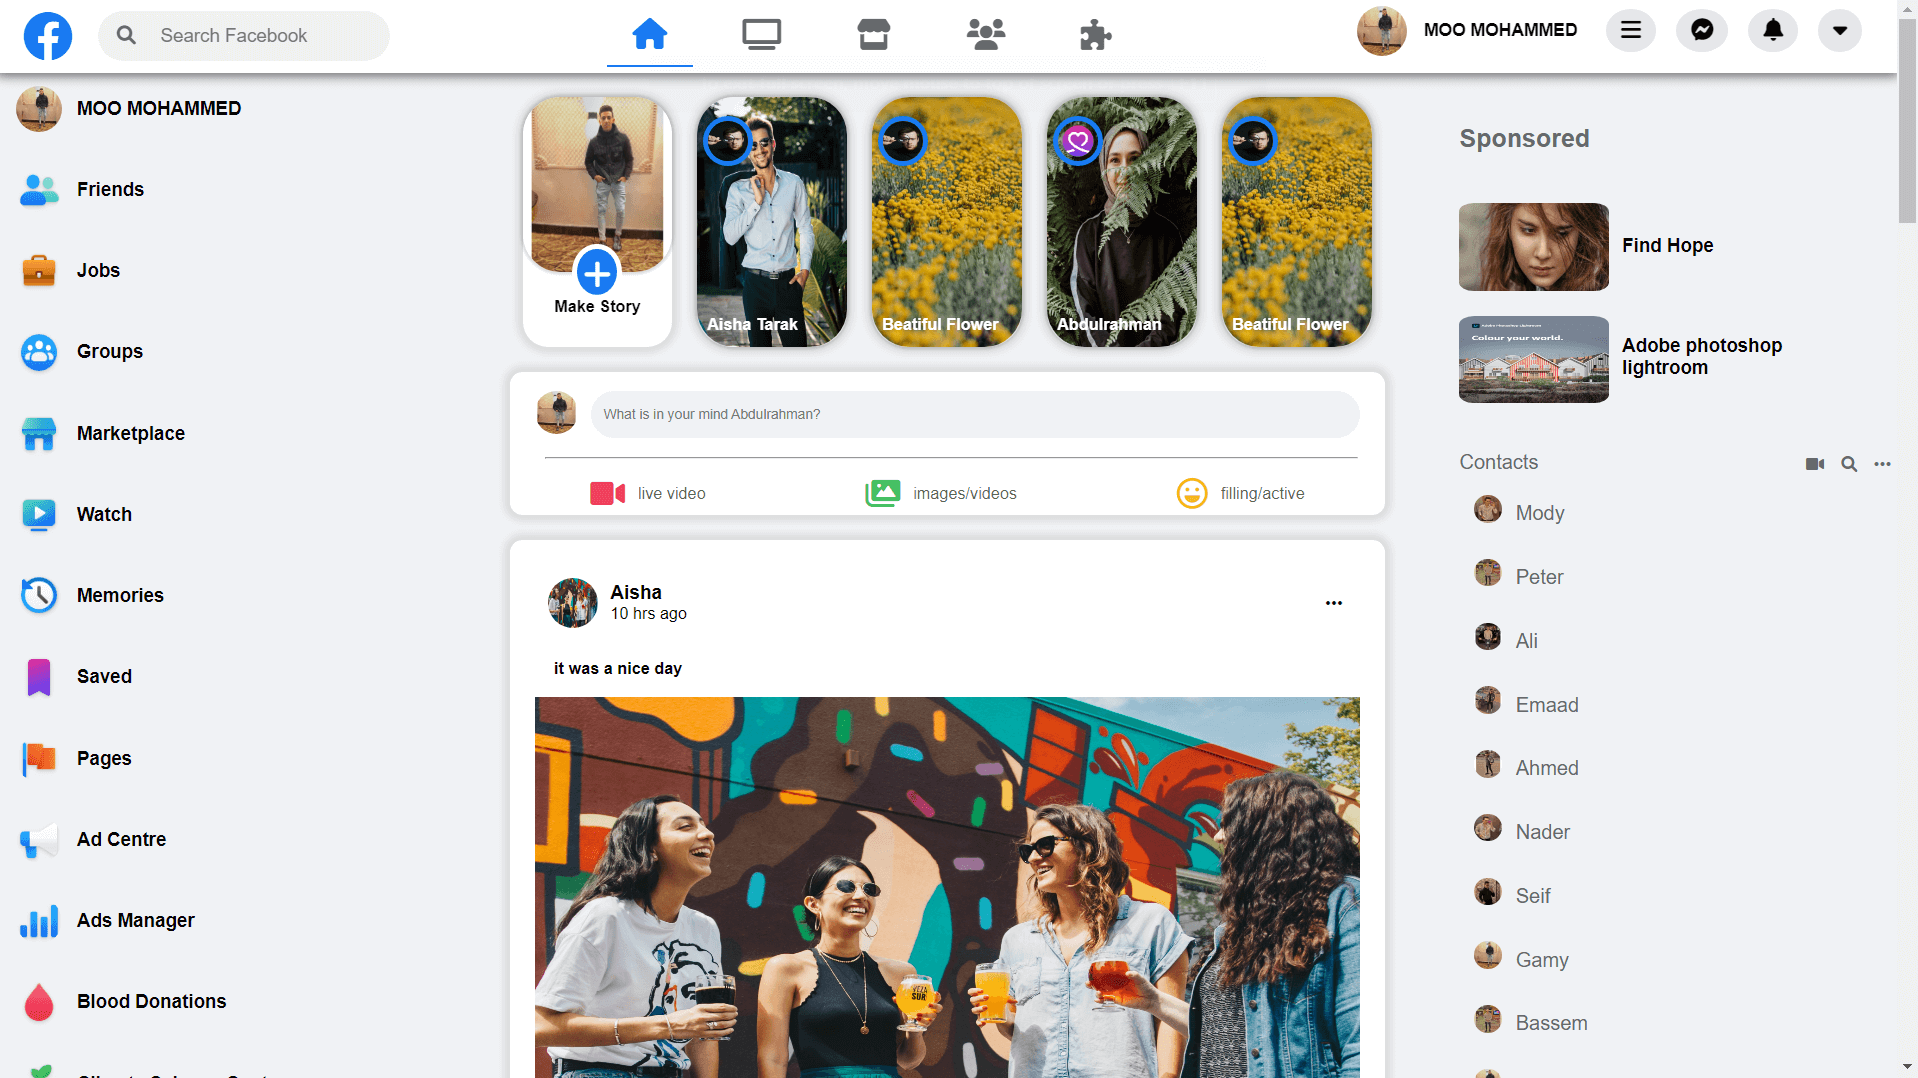 Search Facebook
MOO MOHAMMED
MOO MOHAMMED
Friends
Jobs
Groups
Marketplace
Watch
Memories
Saved
Pages
Ad Centre
Ads Manager
Blood Donations
Make Story
Aisha Tarak
Beatiful Flower
Abdulrahman
Beatiful Flower
What is in your mind Abdulrahman?
live video
images/videos
filling/active
Aisha
10 hrs ago
it was a nice day
YEZA
SUR
Sponsored
Find Hope
Colour your world.
Adobe photoshop
lightroom
Contacts
Mody
Peter
Ali
Emaad
Ahmed
Nader
Seif
Gamy
Bassem